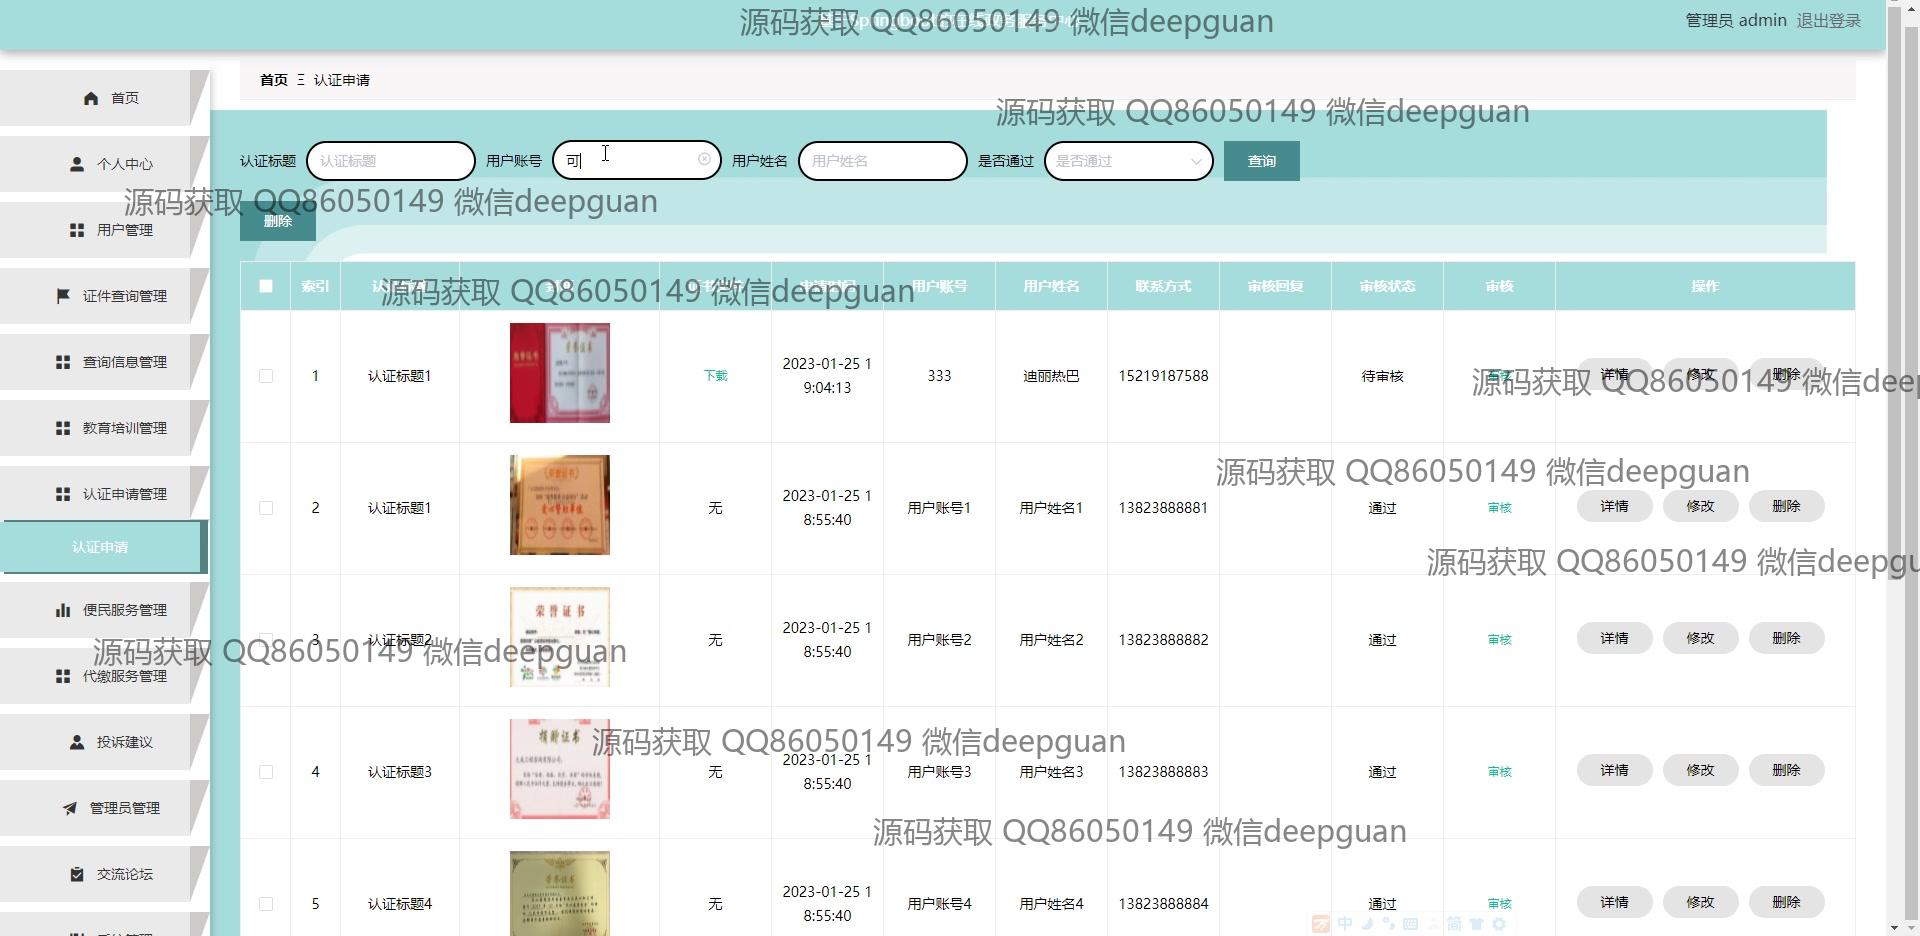 源码获取 QQ86050149 微信deepguan
管理员 admin 退出登录
首页
首页 Ξ 认证申请
源码获取 QQ86050149 微信deepguan
认证标题 认证标题 用户账号 可 用户姓名 用户姓名 是否通过 是否通过 查询
个人中心
源码获取 QQ86050149 微信deepguan
删除
用户管理
源码获取 QQ86050149 微信deepguan
索引 用户账号 用户姓名 联系方式 审核回复 审核状态 审核 操作
证件查询管理
查询信息管理
1 认证标题1 下载 2023-01-25 1 333 迪丽热巴 15219187588 待审核 审核 详情 修改 删除
9:04:13
源码获取 QQ86050149 微信deep
教育培训管理
源码获取 QQ86050149 微信deepguan
认证申请管理
2 认证标题1 无 2023-01-25 1 用户账号1 用户姓名1 13823888881 通过 审核 详情 修改 删除
8:55:40
认证申请
源码获取 QQ86050149 微信deepgu
便民服务管理
荣誉证书
3 认证标题2 无 2023-01-25 1 用户账号2 用户姓名2 13823888882 通过 审核 详情 修改 删除
8:55:40
源码获取 QQ86050149 微信deepguan
代缴服务管理
投诉建议
捐赠证书
源码获取 QQ86050149 微信deepguan
4 认证标题3 无 2023-01-25 1 用户账号3 用户姓名3 13823888883 通过 审核 详情 修改 删除
8:55:40
管理员管理
源码获取 QQ86050149 微信deepguan
交流论坛
5 认证标题4 无 2023-01-25 1 用户账号4 用户姓名4 13823888884 通过 审核 详情 修改 删除
8:55:40
中 简